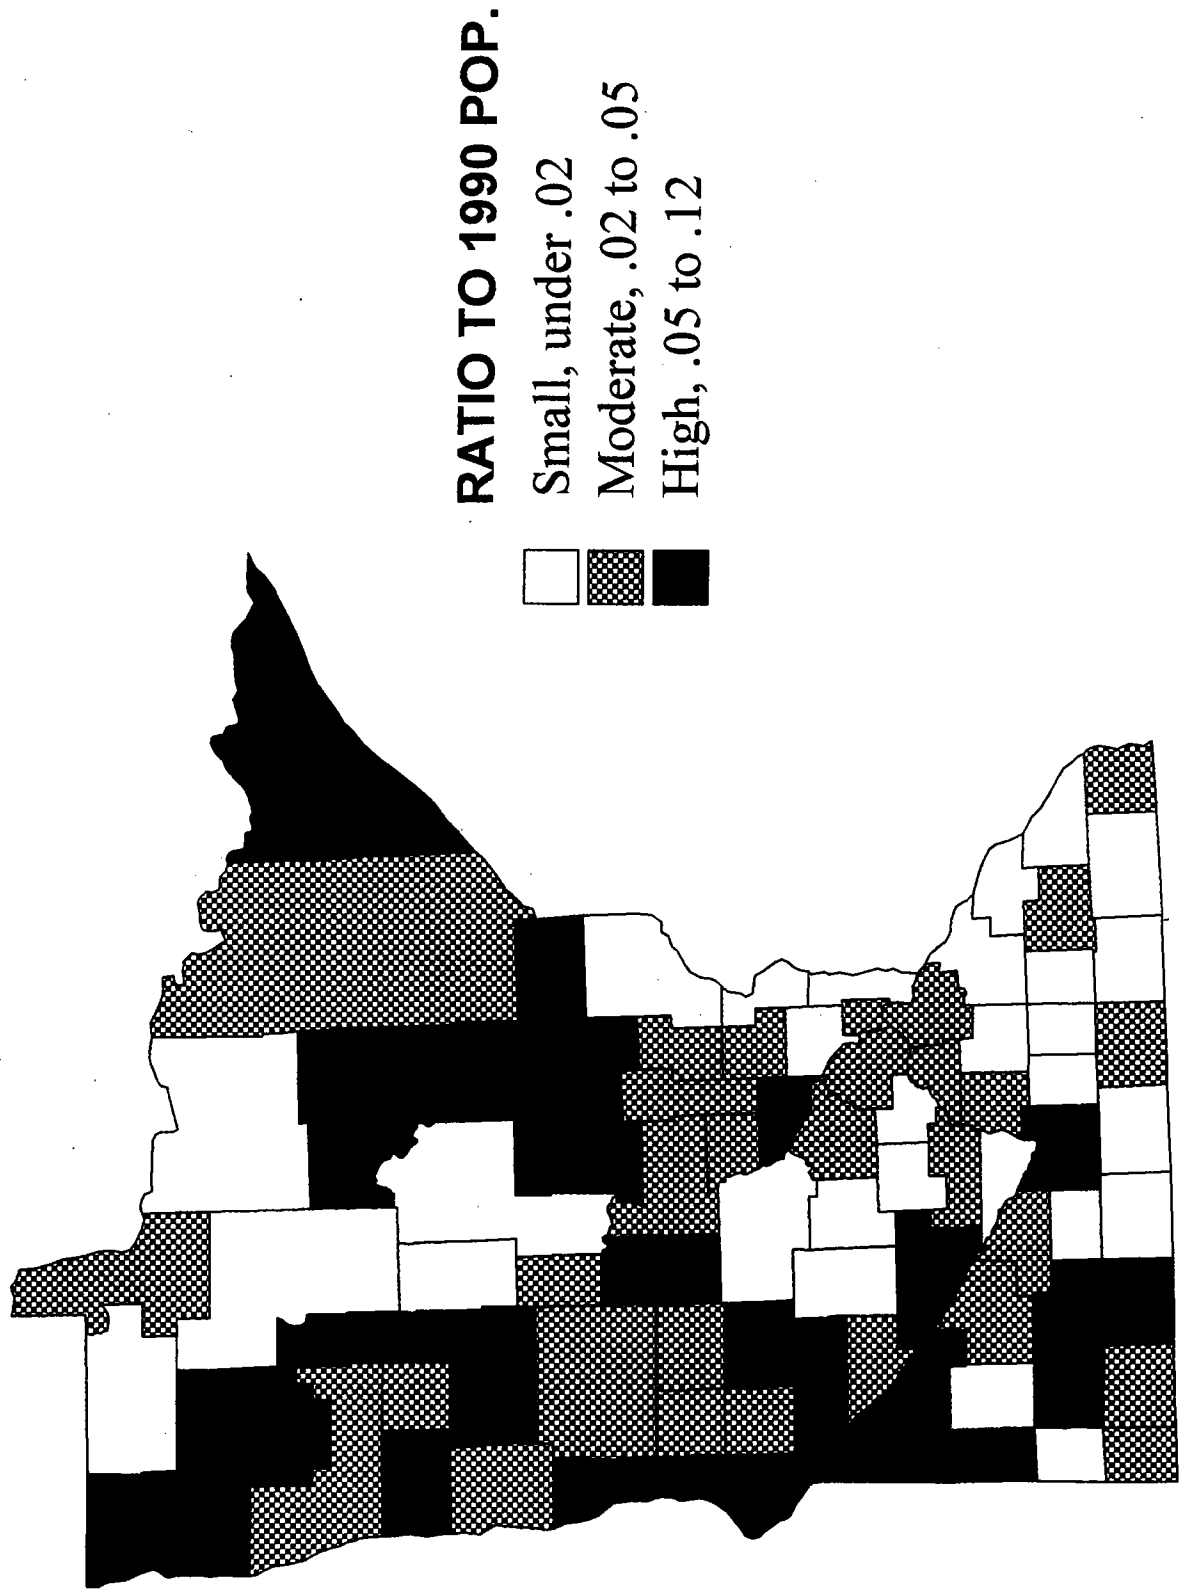 RATIO TO 1990 POP.
Small, under .02
Moderate, .02 to .05
High, .05 to .12